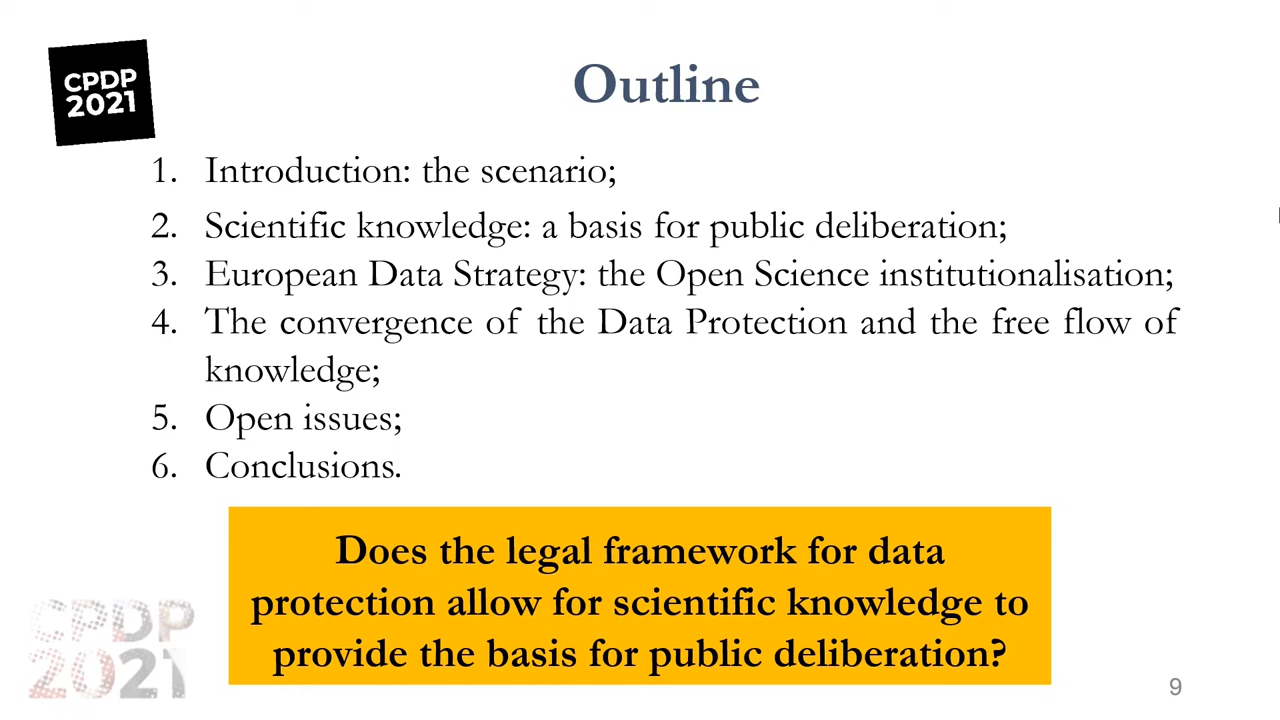 CPDP
2021
Outline
1. Introduction: the scenario;
2. Scientific knowledge: a basis for public deliberation;
3. European Data Strategy: the Open Science institutionalisation;
4. The convergence of the Data Protection and the free flow of
knowledge;
5. Open issues;
6. Conclusions.
Does the legal framework for data
protection allow for scientific knowledge to
provide the basis for public deliberation?
CPDP
2021
9